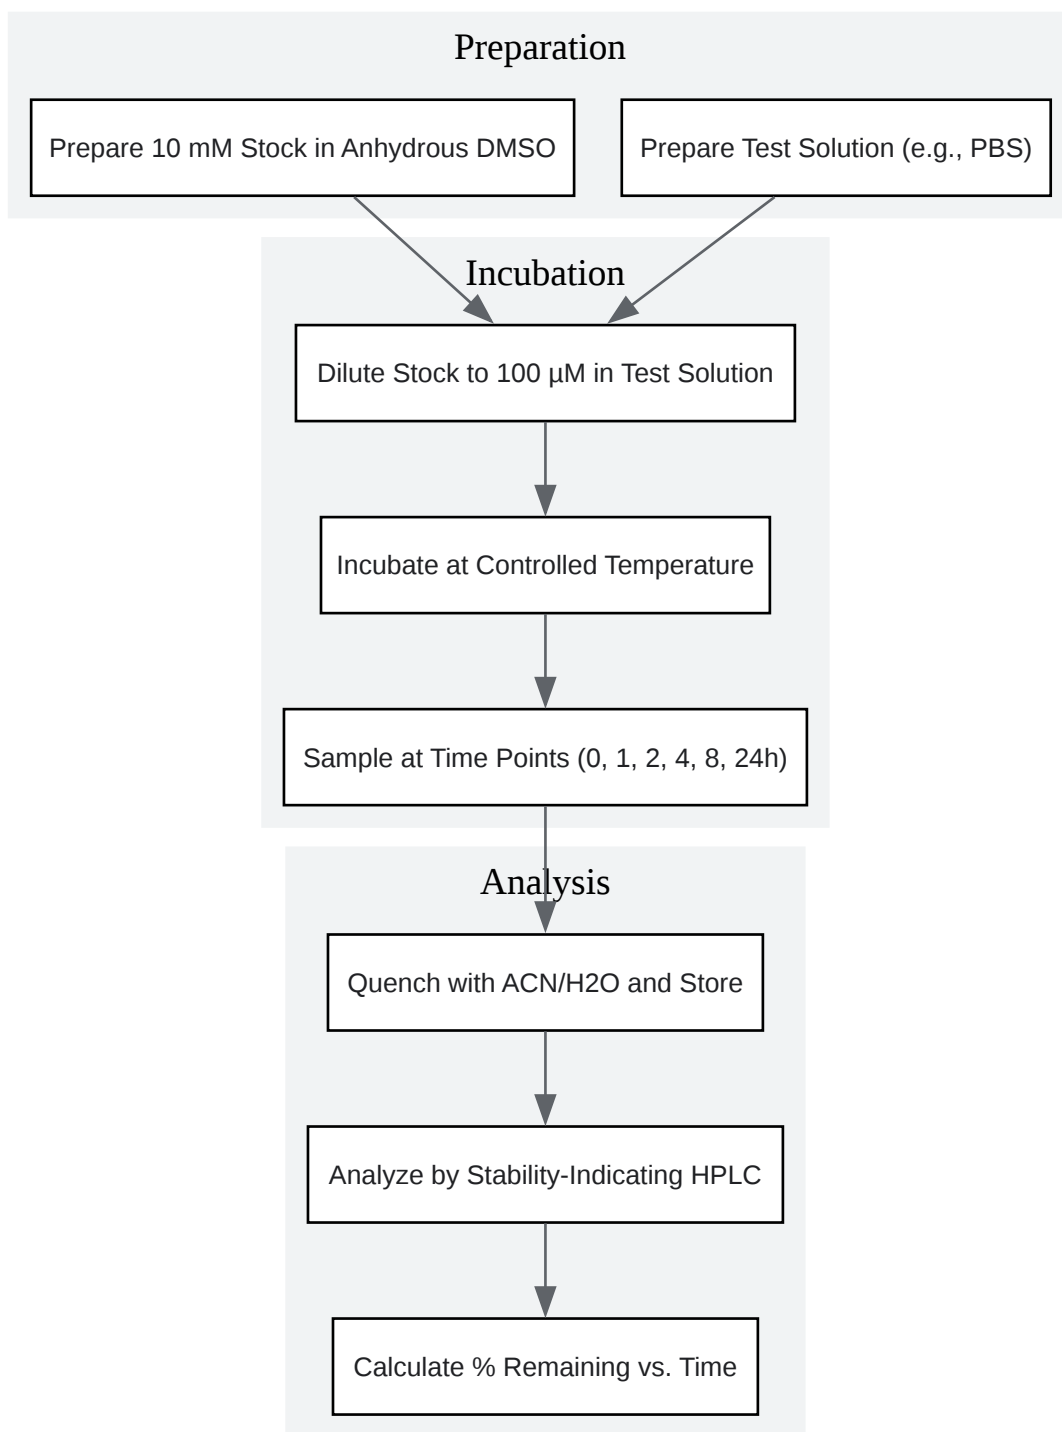 Preparation
Prepare 10 mM Stock in Anhydrous DMSO
Prepare Test Solution (e.g., PBS)
Incubation
Dilute Stock to 100 µM in Test Solution
Incubate at Controlled Temperature
Sample at Time Points (0, 1, 2, 4, 8, 24h)
Analysis
Quench with ACN/H2O and Store
Analyze by Stability-Indicating HPLC
Calculate % Remaining vs. Time